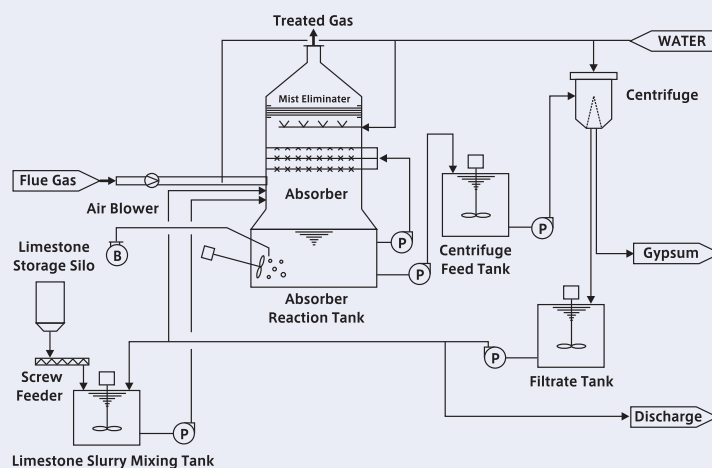 Treated Gas
WATER
Mist Eliminater
Centrifuge
Flue Gas
Absorber
Air Blower
P
P
P
P
Limestone
Storage Silo
B
Centrifuge
Feed Tank
Gypsum
Absorber
Reaction Tank
P
Screw
Feeder
Filtrate Tank
Discharge
P
Limestone Slurry Mixing Tank